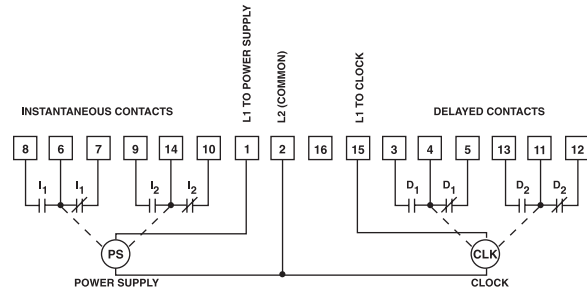 L1 TO POWER SUPPLY
L2 (COMMON)
L1 TO CLOCK
INSTANTANEOUS CONTACTS
DELAYED CONTACTS
8 6 7 9 14 10 1 2 16 15 3 4 5 13 11 12
I1 I1 I2 I2 D1 D1 D2 D2
PS CLK
POWER SUPPLY CLOCK